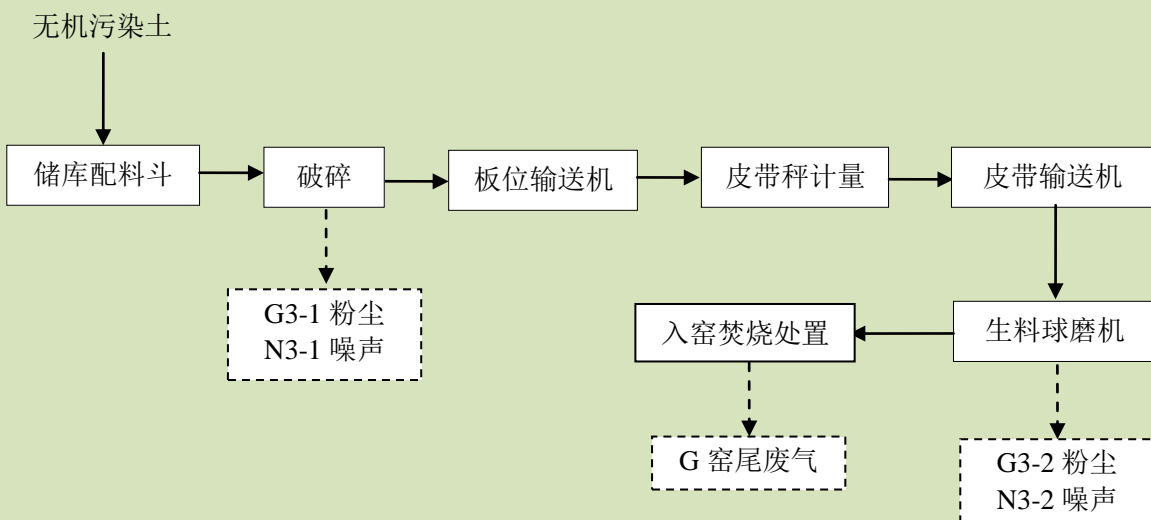 无机污染土
储库配料斗
破碎
板位输送机
皮带秤计量
皮带输送机
G3-1 粉尘
N3-1 噪声
入窑焚烧处置
生料球磨机
G 窑尾废气
G3-2 粉尘
N3-2 噪声